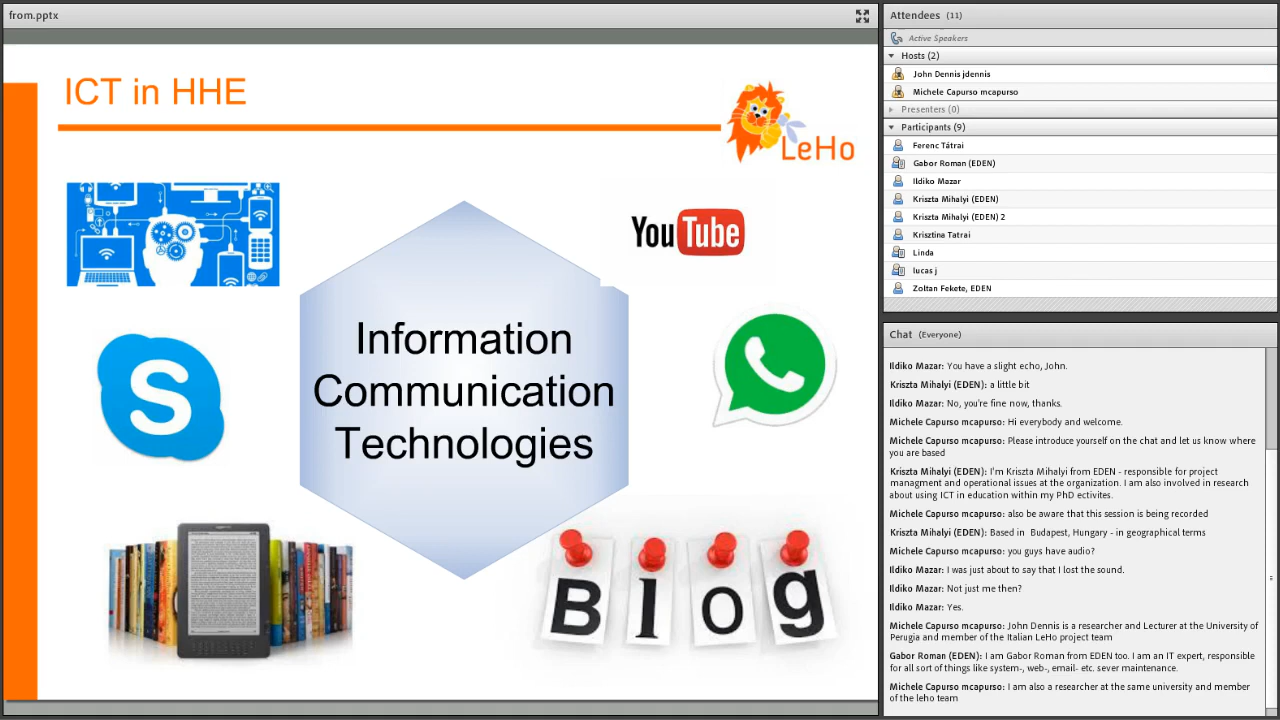 from.pptx
ICT in HHE
LeHo
YouTube
Information
Communication
Technologies
S
Blog
Attendees (11)
Active Speakers
Hosts (2)
John Dennis jdennis
Michele Capurso mcapurso
Presenters (0)
Participants (9)
Ferenc Tátrai
Gabor Roman (EDEN)
Ildiko Mazar
Kriszta Mihalyi (EDEN)
Kriszta Mihalyi (EDEN) 2
Krisztina Tatrai
Linda
lucas j
Zoltan Fekete, EDEN
Chat (Everyone)
Ildiko Mazar: You have a slight echo, John.
Kriszta Mihalyi (EDEN): a little bit
Ildiko Mazar: No, you're fine now, thanks.
Michele Capurso mcapurso: Hi everybody and welcome.
Michele Capurso mcapurso: Please introduce yourself on the chat and let us know where
you are based
Kriszta Mihalyi (EDEN): I'm Kriszta Mihalyi from EDEN - responsible for project
managment and operational issues at the organization. I am also involved in research
about using ICT in education within my PhD ectivites.
Michele Capurso mcapurso: also be aware that this session is being recorded
Kriszta Mihalyi (EDEN): Based in Budapest, Hungary - in geographical terms
Michele Capurso mcapurso: you guys have audio?
Ildiko Mazar: I was just about to say that I lost the sound.
Ildiko Mazar: Not just me then?
Ildiko Mazar: Yes.
Michele Capurso mcapurso: John Dennis is a researcher and Lecturer at the University of
Perugia and member of the Italian LeHo project team
Gabor Roman (EDEN): I am Gabor Roman from EDEN too. I am an IT expert, responsible
for all sort of things like system-, web-, email- etc. sever maintenance.
Michele Capurso mcapurso: I am also a researcher at the same university and member
of the leho team